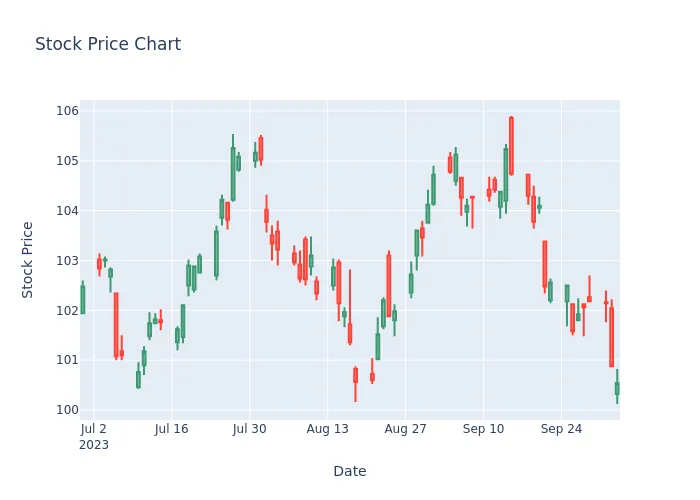 Stock Price Chart
106
105
104
103
102
101
100
Stock Price
Jul 2
2023
Jul 16
Jul 30
Aug 13
Aug 27
Sep 10
Sep 24
Date